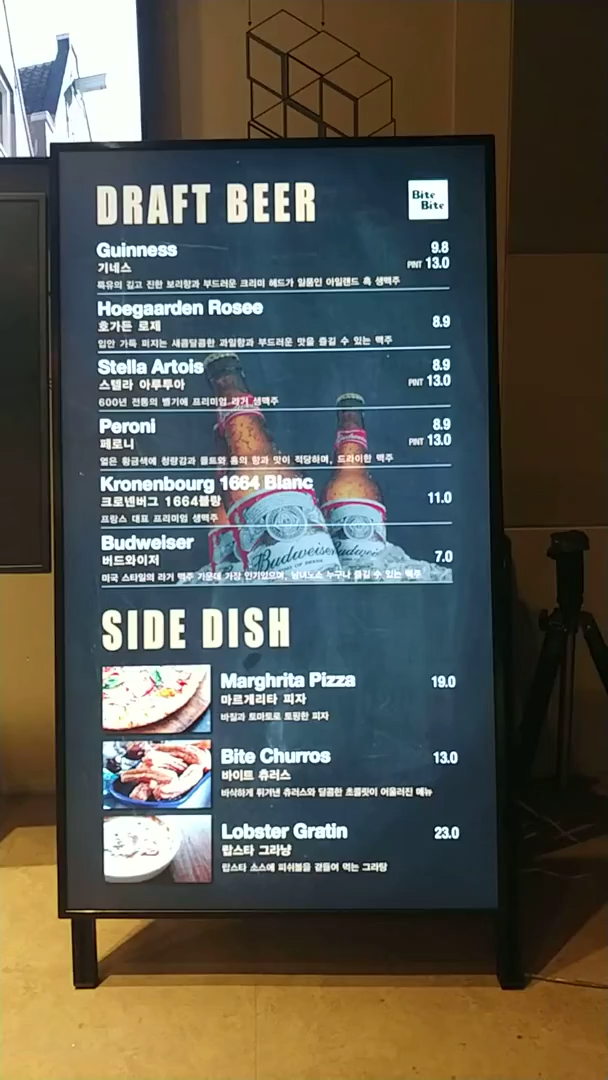 DRAFT BEER
Bite
Bite
Guinness
9.8
기네스
PINT 13.0
특유의 깊고 진한 보리향과 부드러운 크리미 헤드가 일품인 아일랜드 흑 생맥주
Hoegaarden Rosee
호가든 로제
8.9
입안 가득 퍼지는 새콤달콤한 과일향과 부드러운 맛을 즐길 수 있는 맥주
Stella Artois
8.9
스텔라 아루투아
PINT 13.0
600년 전통의 벨기에 프리미엄 라거 생맥주
Peroni
8.9
페로니
PINT 13.0
옅은 황금색에 청량감과 몰트와 홉의 향과 맛이 적당하며, 드라이한 맥주
Kronenbourg 1664 Blanc
크로넨버그 1664블랑
11.0
프랑스 대표 프리미엄 생맥주
Budweiser
버드와이저
7.0
미국 스타일의 라거 맥주 가운데 가장 인기있으며, 남녀노소 누구나 즐길 수 있는 맥주
Budweiser
Budweiser
SIDE DISH
Marghrita Pizza
19.0
마르게리타 피자
바질과 토마토로 토핑한 피자
Bite Churros
13.0
바이트 츄러스
바삭하게 튀겨낸 츄러스와 달콤한 초콜릿이 어울러진 메뉴
Lobster Gratin
23.0
랍스타 그라냥
랍스타 소스에 피쉬볼을 곁들여 먹는 그라탕